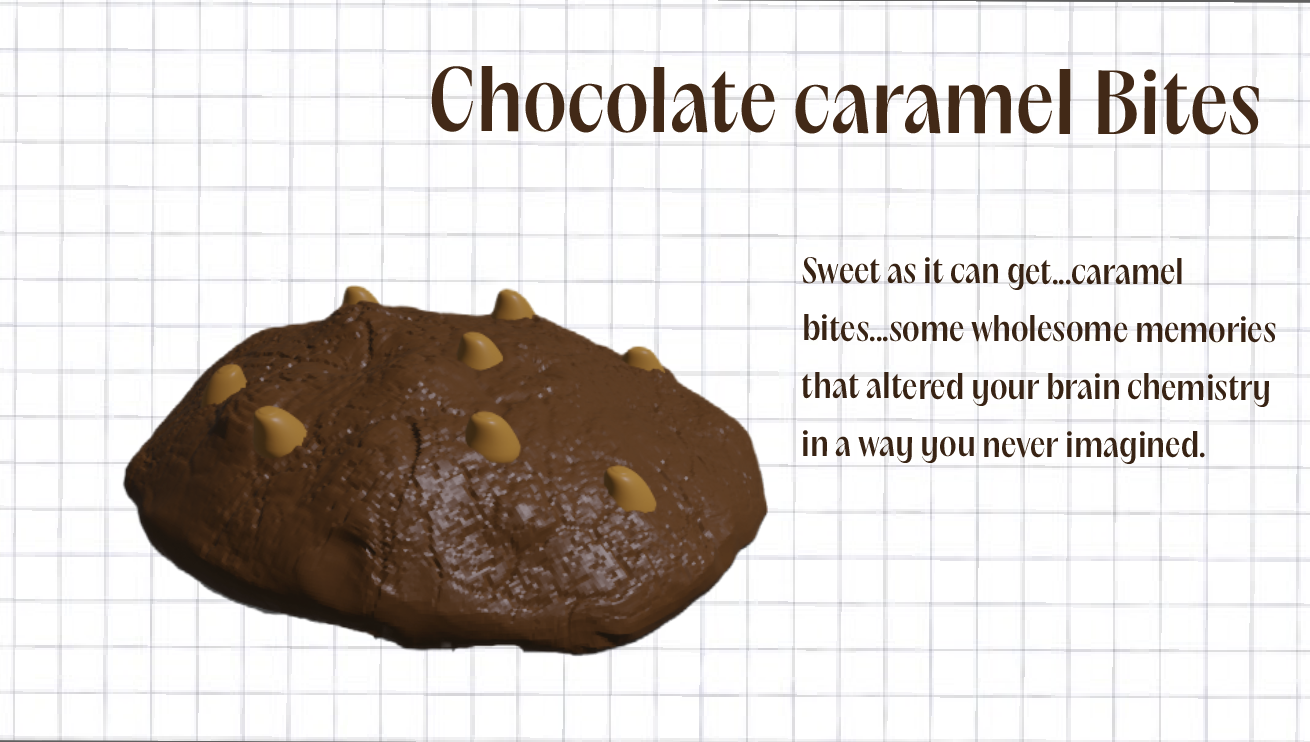 Chocolate caramel Bites
Sweet as it can get...caramel
bites...some wholesome memories
that altered your brain chemistry
in a way you never imagined.